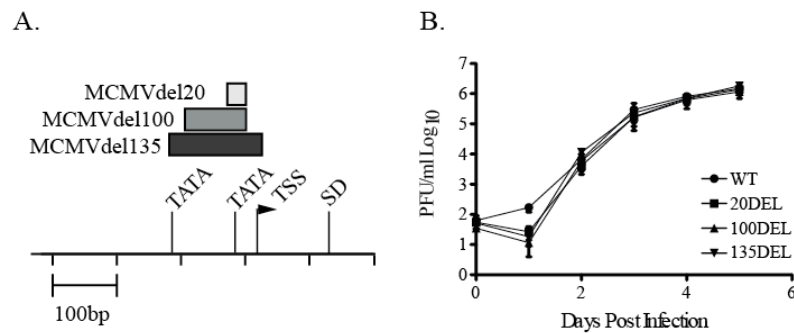 A.
MCMVdel20
MCMVdel100
MCMVdel135
TATA
TATA
TSS
SD
100bp
B.
PFU/ml Log10
7
6
5
4
3
2
1
0
WT
20DEL
100DEL
135DEL
0 2 4 6
Days Post Infection